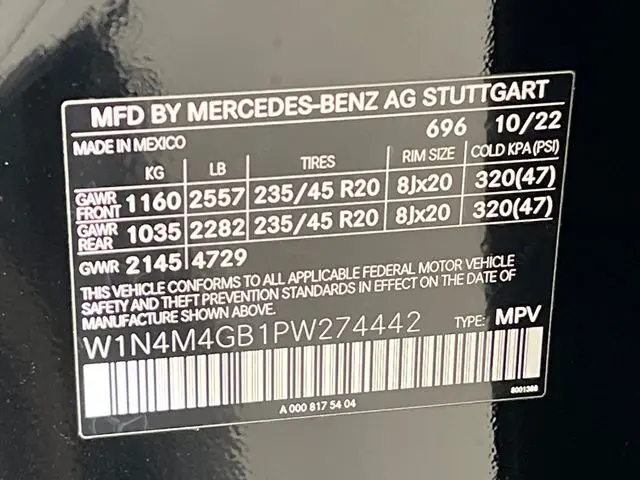 MFD BY MERCEDES-BENZ AG STUTTGART
MADE IN MEXICO 696 10/22
KG LB TIRES RIM SIZE COLD KPA (PSI)
GAWR FRONT 1160 2557 235/45 R20 8Jx20 320(47)
GAWR REAR 1035 2282 235/45 R20 8Jx20 320(47)
GWR 2145 4729
THIS VEHICLE CONFORMS TO ALL APPLICABLE FEDERAL MOTOR VEHICLE
SAFETY AND THEFT PREVENTION STANDARDS IN EFFECT ON THE DATE OF
MANUFACTURE SHOWN ABOVE.
W1N4M4GB1PW274442 TYPE: MPV
A 000 817 54 04 8001388